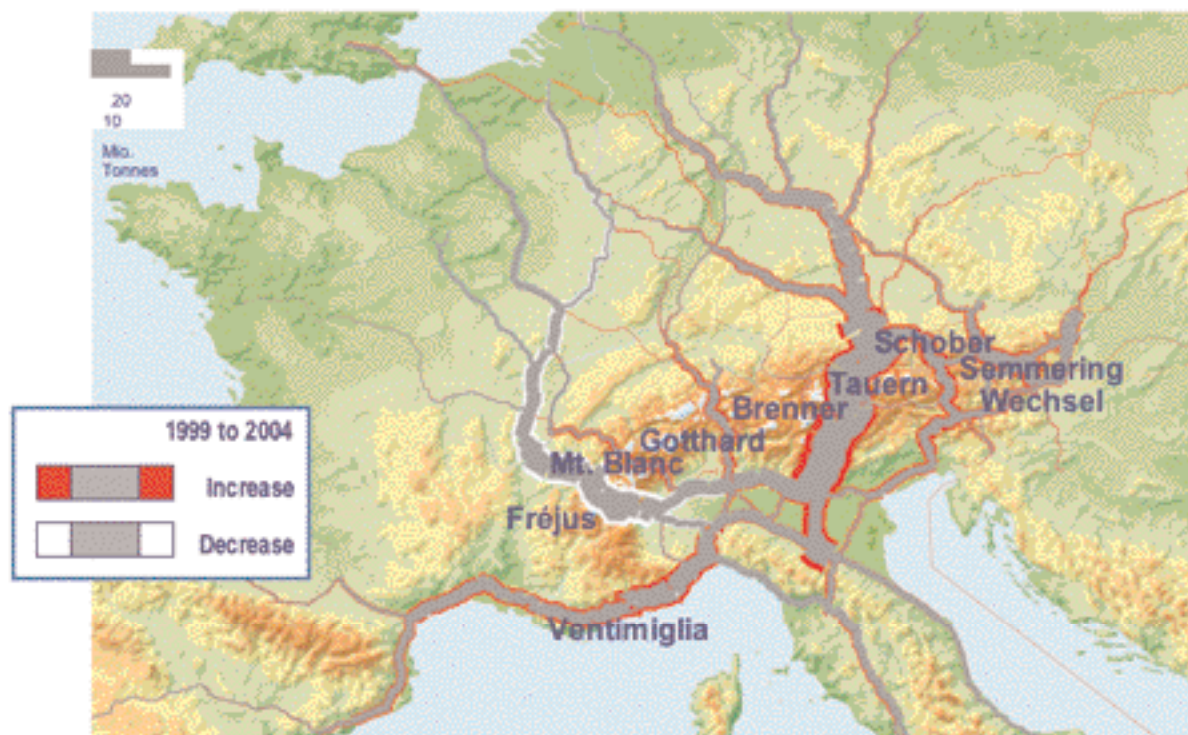 20
10
Mio.
Tonnes
Schober
Semmering
Tauern
Wechsel
Brenner
Gotthard
Mt. Blanc
1999 to 2004
Increase
Fréjus
Decrease
Ventimiglia